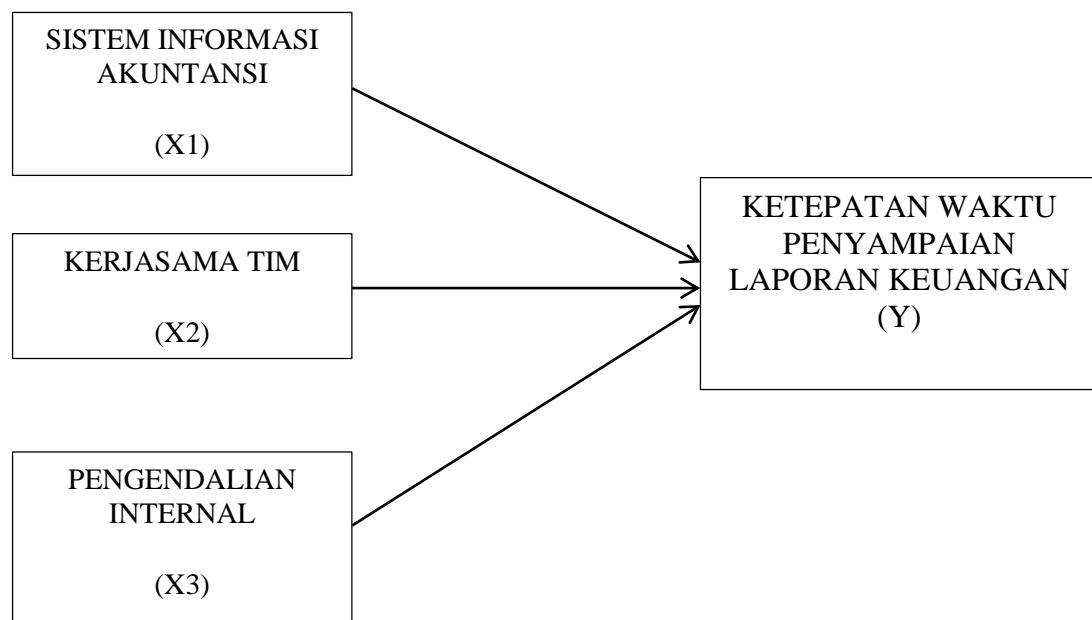 SISTEM INFORMASI
AKUNTANSI
(X1)
KERJASAMA TIM
(X2)
PENGENDALIAN
INTERNAL
(X3)
KETEPATAN WAKTU
PENYAMPAIAN
LAPORAN KEUANGAN
(Y)